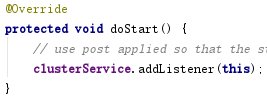 @Override
protected void doStart() {
// use post applied so that the
clusterService.addListener(this);
}